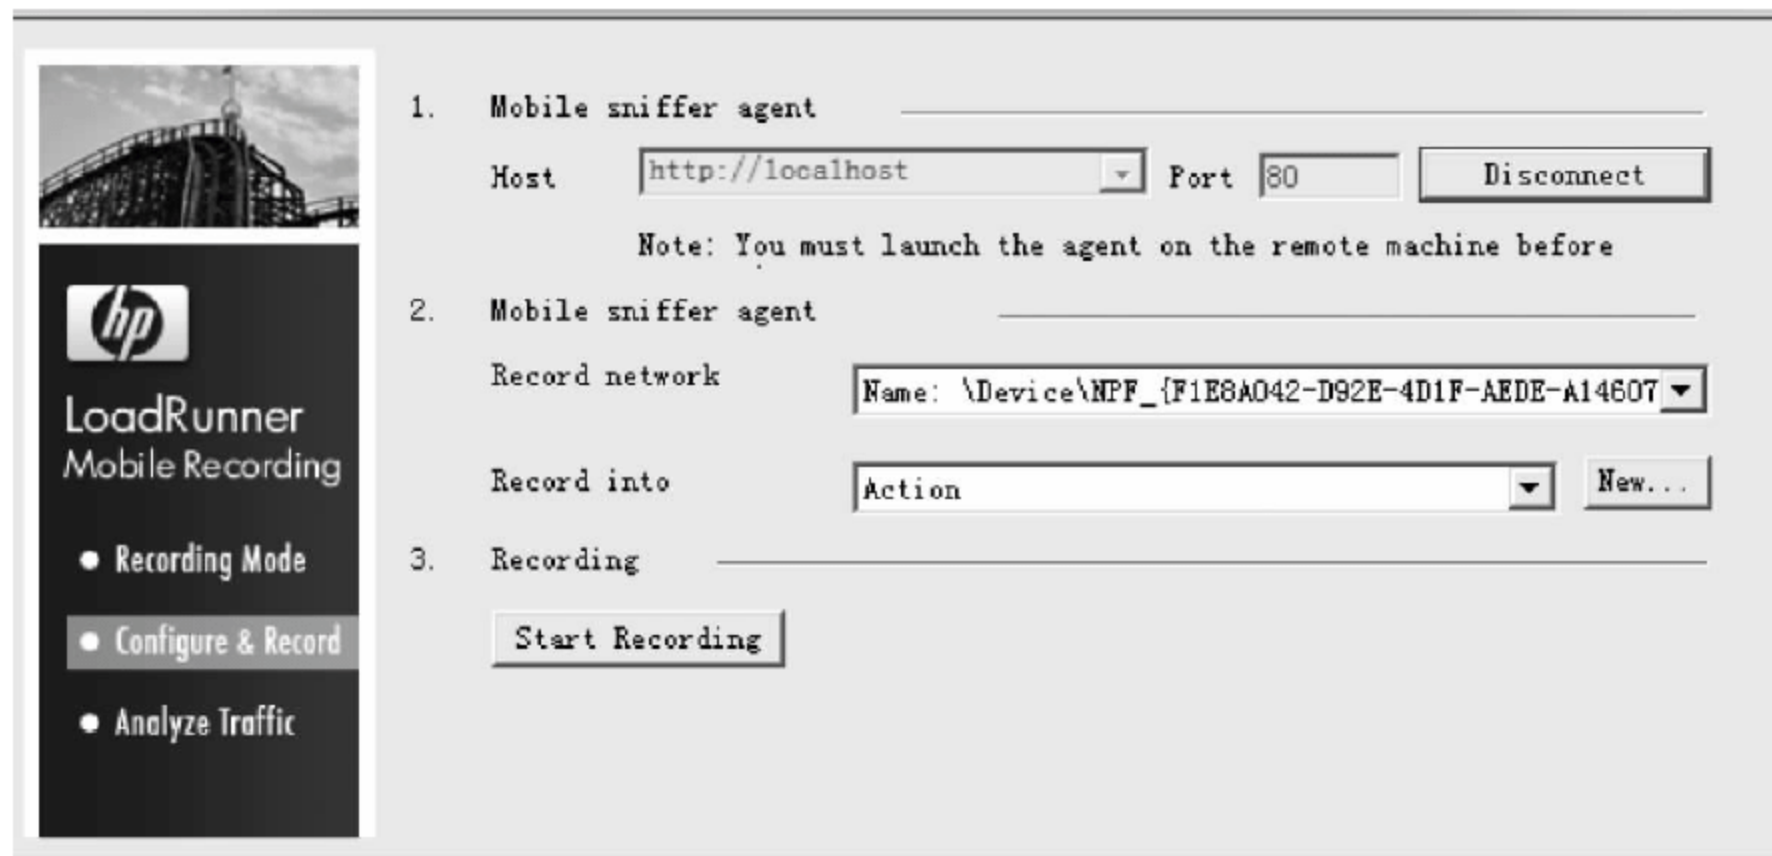 1. Mobile sniffer agent
Host http://localhost Port 80 Disconnect
Note: You must launch the agent on the remote machine before
2. Mobile sniffer agent
Record network Name: \Device\NPF_{F1E8A042-D92E-4D1F-AEDE-A14607
Record into Action New...
3. Recording
Start Recording
hp
LoadRunner
Mobile Recording
Recording Mode
Configure & Record
Analyze Traffic